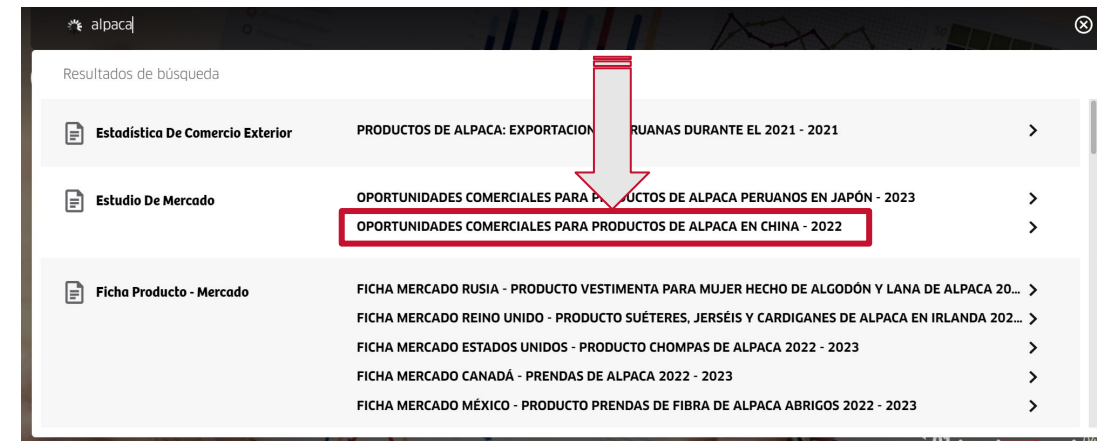 alpaca
Resultados de búsqueda
Estadística De Comercio Exterior
PRODUCTOS DE ALPACA: EXPORTACION RUANAS DURANTE EL 2021 - 2021
Estudio De Mercado
OPORTUNIDADES COMERCIALES PARA P UCTOS DE ALPACA PERUANOS EN JAPÓN - 2023
OPORTUNIDADES COMERCIALES PARA PRODUCTOS DE ALPACA EN CHINA - 2022
Ficha Producto - Mercado
FICHA MERCADO RUSIA - PRODUCTO VESTIMENTA PARA MUJER HECHO DE ALGODÓN Y LANA DE ALPACA 20...
FICHA MERCADO REINO UNIDO - PRODUCTO SUÉTERES, JERSÉIS Y CARDIGANES DE ALPACA EN IRLANDA 202...
FICHA MERCADO ESTADOS UNIDOS - PRODUCTO CHOMPAS DE ALPACA 2022 - 2023
FICHA MERCADO CANADÁ - PRENDAS DE ALPACA 2022 - 2023
FICHA MERCADO MÉXICO - PRODUCTO PRENDAS DE FIBRA DE ALPACA ABRIGOS 2022 - 2023